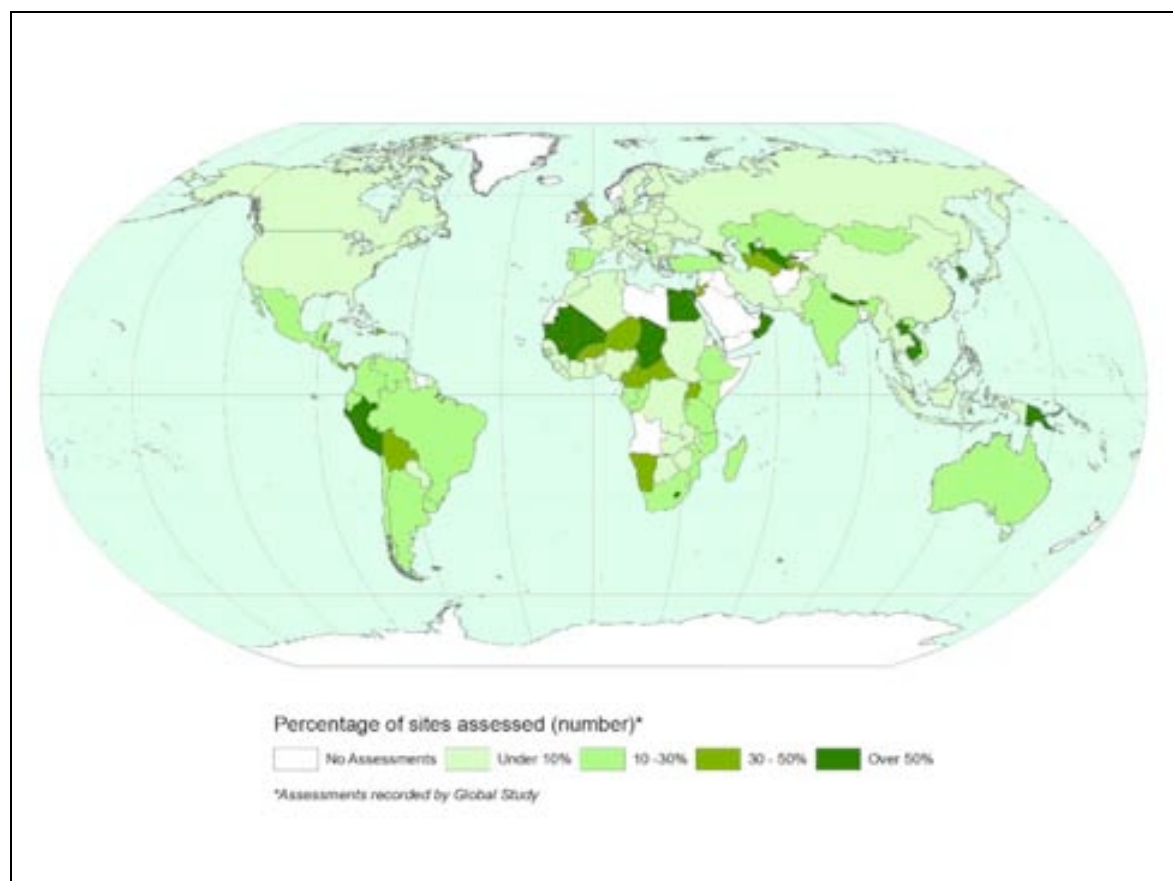 Percentage of sites assessed (number)*
No Assessments Under 10% 10 -30% 30 - 50% Over 50%
*Assessments recorded by Global Study